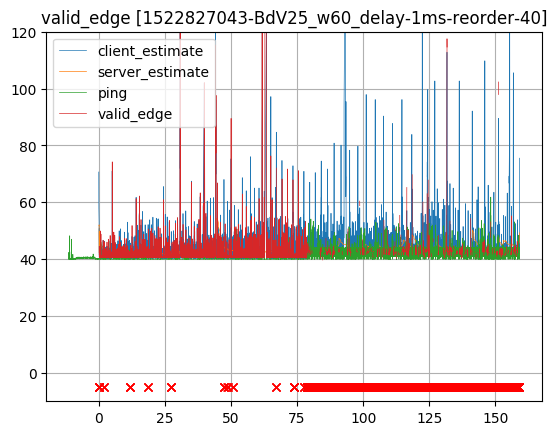 valid_edge [1522827043-BdV25_w60_delay-1ms-reorder-40]
client_estimate
server_estimate
ping
valid_edge
120
100
80
60
40
20
0
0 25 50 75 100 125 150